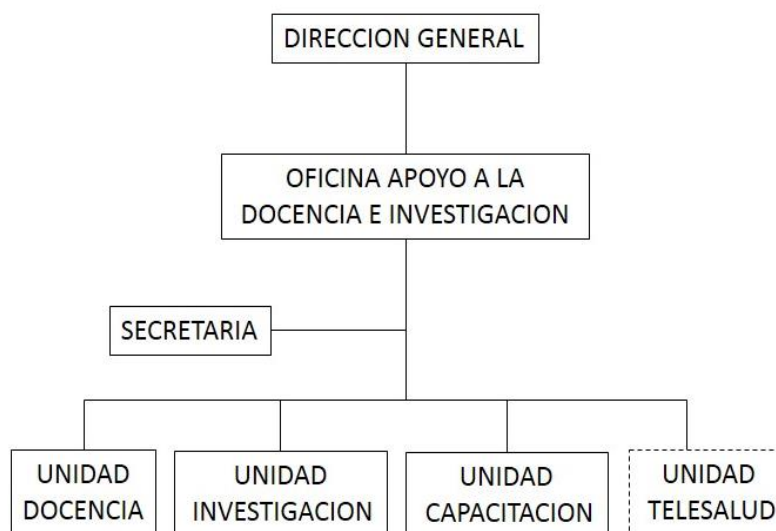 DIRECCION GENERAL
OFICINA APOYO A LA
DOCENCIA E INVESTIGACION
SECRETARIA
UNIDAD
DOCENCIA
UNIDAD
INVESTIGACION
UNIDAD
CAPACITACION
UNIDAD
TELESALUD